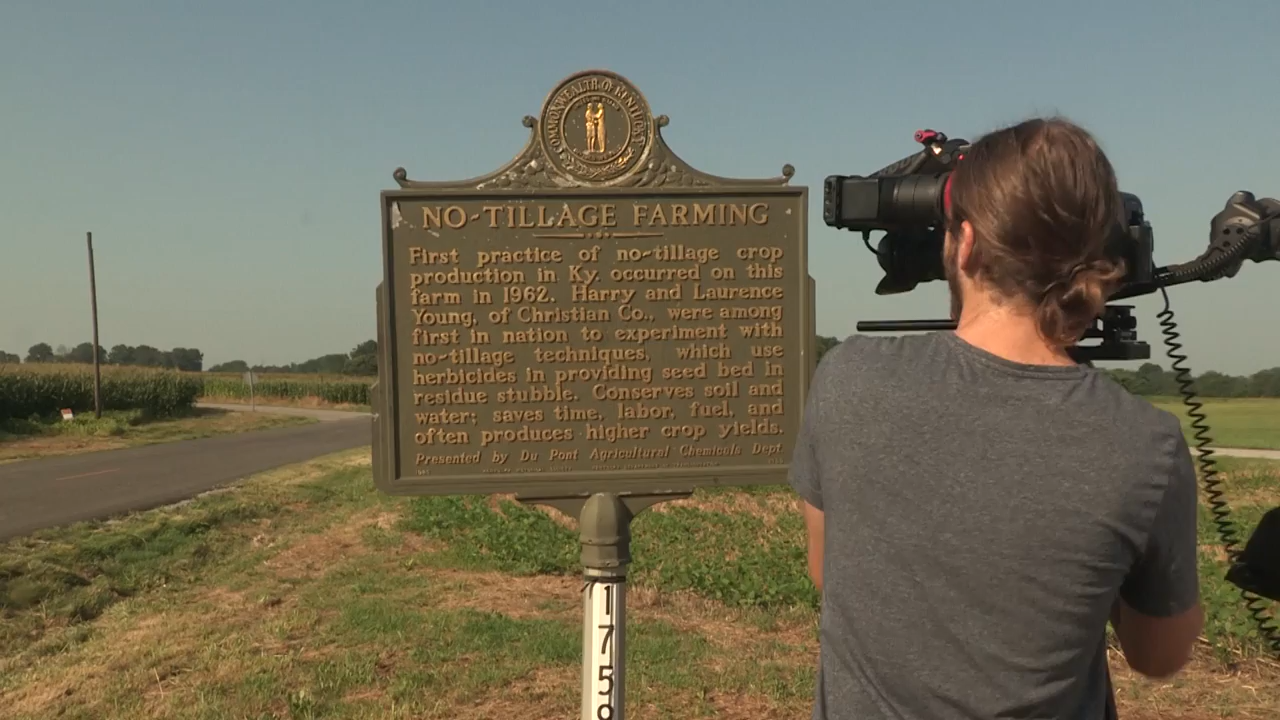 COMMONWEALTH OF KENTUCKY
NO-TILLAGE FARMING
First practice of no-tillage crop
production in Ky. occurred on this
farm in 1962. Harry and Laurence
Young, of Christian Co., were among
first in nation to experiment with
no-tillage techniques, which use
herbicides in providing seed bed in
residue stubble. Conserves soil and
water; saves time, labor, fuel, and
often produces higher crop yields.
Presented by Du Pont Agricultural Chemicals Dept.
1
7
5